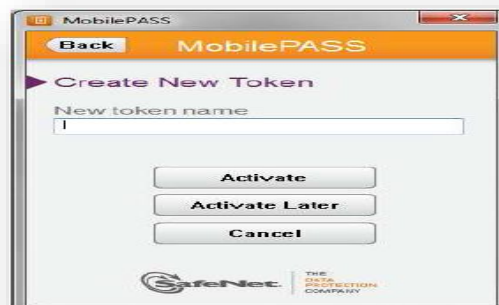 MobilePASS
Back MobilePASS
Create New Token
New token name
Activate
Activate Later
Cancel
SafeNet. THE
DATA
PROTECTION
COMPANY